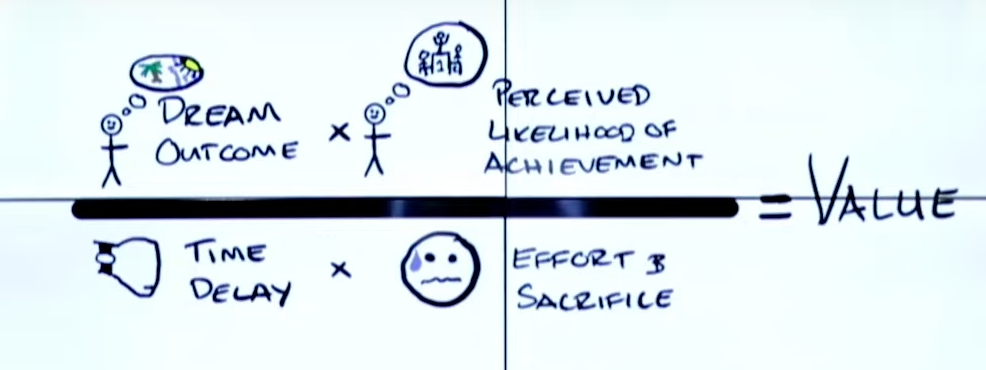 DREAM
OUTCOME
×
PERCEIVED
LIKELIHOOD OF
ACHIEVEMENT
= VALUE
TIME
DELAY
×
EFFORT &
SACRIFICE